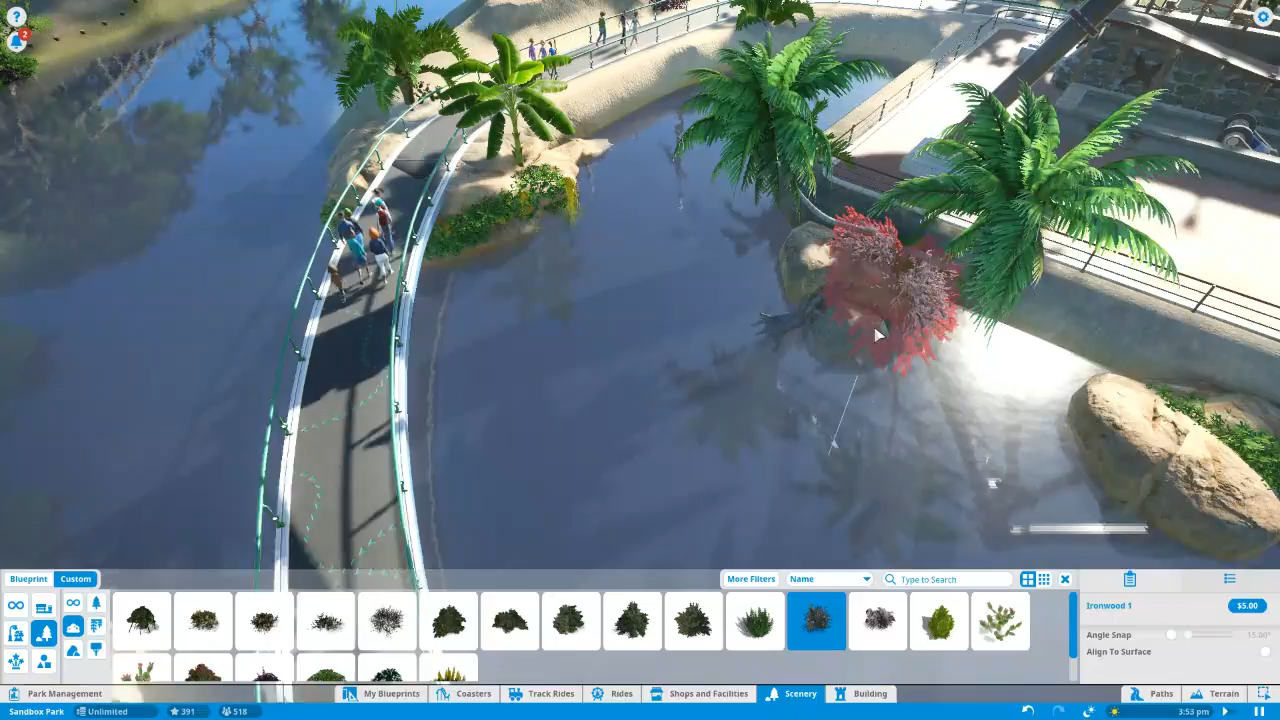 ?
2
Blueprint Custom
More Filters Name Type to Search
Ironwood 1 $5.00
Angle Snap 15.00°
Align To Surface
Park Management My Blueprints Coasters Track Rides Rides Shops and Facilities Scenery Building Paths Terrain
Sandbox Park Unlimited 391 518 3:53 pm